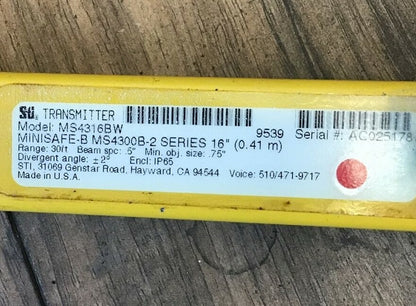 STI TRANSMITTER
Model: MS4316BW
MINISAFE-B MS4300B-2 SERIES 16" (0.41 m)
9539 Serial #: AC025178
Range: 30ft Beam spc: .5" Min. obj. size: .75"
Divergent angle: ±2° Encl: IP65
STI, 31069 Genstar Road, Hayward, CA 94544 Voice: 510/471-9717
Made in U.S.A.